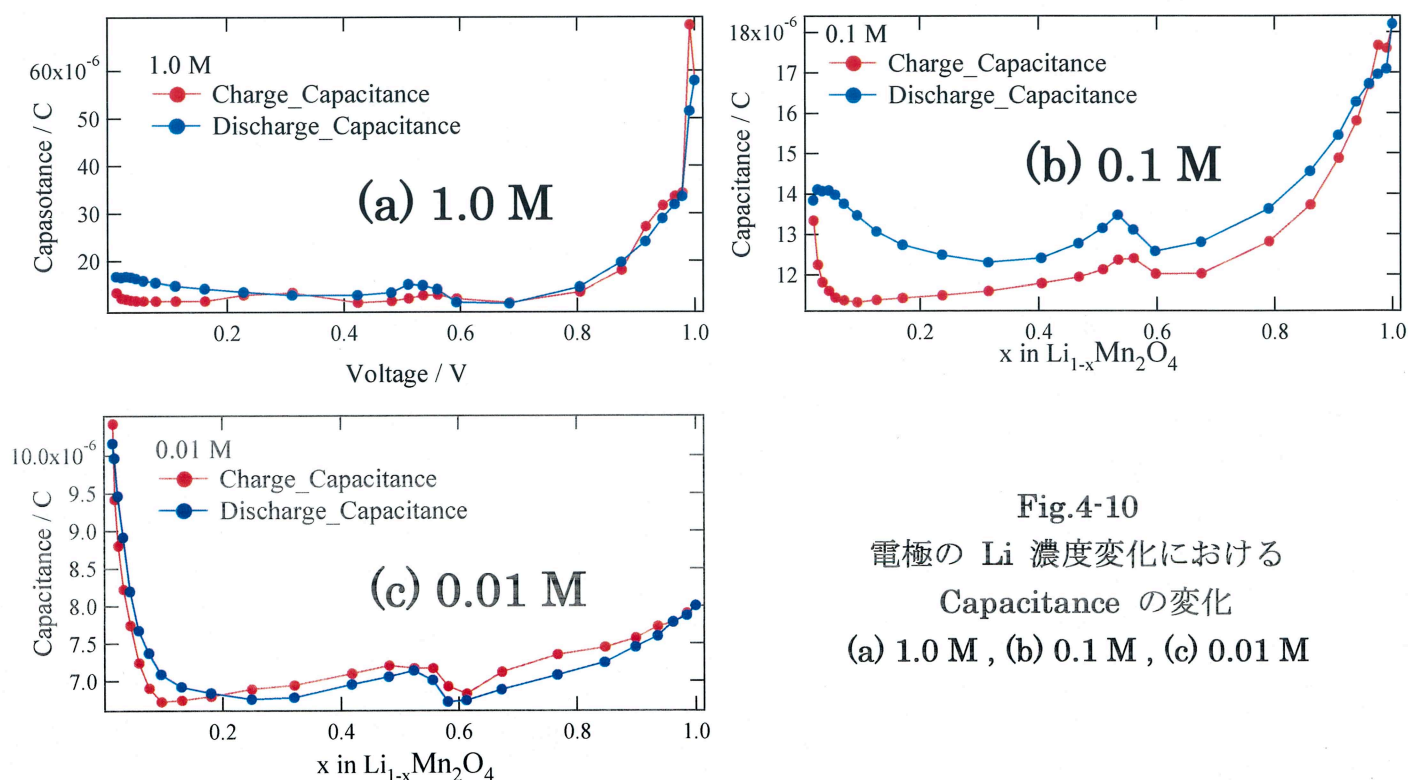 60x10-6
50
40
30
20
Capasotance / C
1.0 M
Charge_Capacitance
Discharge_Capacitance
(a) 1.0 M
0.2
0.4
0.6
0.8
1.0
Voltage / V
18x10-6
17
16
15
14
13
12
Capacitance / C
0.1 M
Charge_Capacitance
Discharge_Capacitance
(b) 0.1 M
0.2
0.4
0.6
0.8
1.0
x in Li1-xMn2O4
10.0x10-6
9.5
9.0
8.5
8.0
7.5
7.0
Capacitance / C
0.01 M
Charge_Capacitance
Discharge_Capacitance
(c) 0.01 M
0.2
0.4
0.6
0.8
1.0
x in Li1-xMn2O4
Fig.4-10
電極の Li 濃度変化における
Capacitance の変化
(a) 1.0 M , (b) 0.1 M , (c) 0.01 M